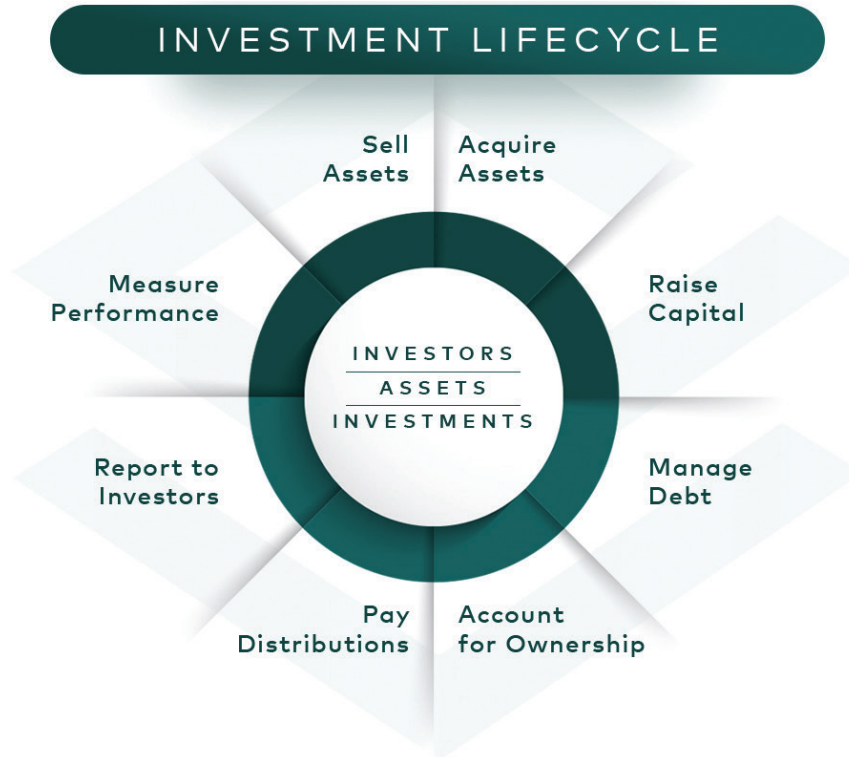 INVESTMENT LIFECYCLE
Sell
Assets
Acquire
Assets
Raise
Capital
Manage
Debt
Account
for Ownership
Pay
Distributions
Report to
Investors
Measure
Performance
INVESTORS
ASSETS
INVESTMENTS